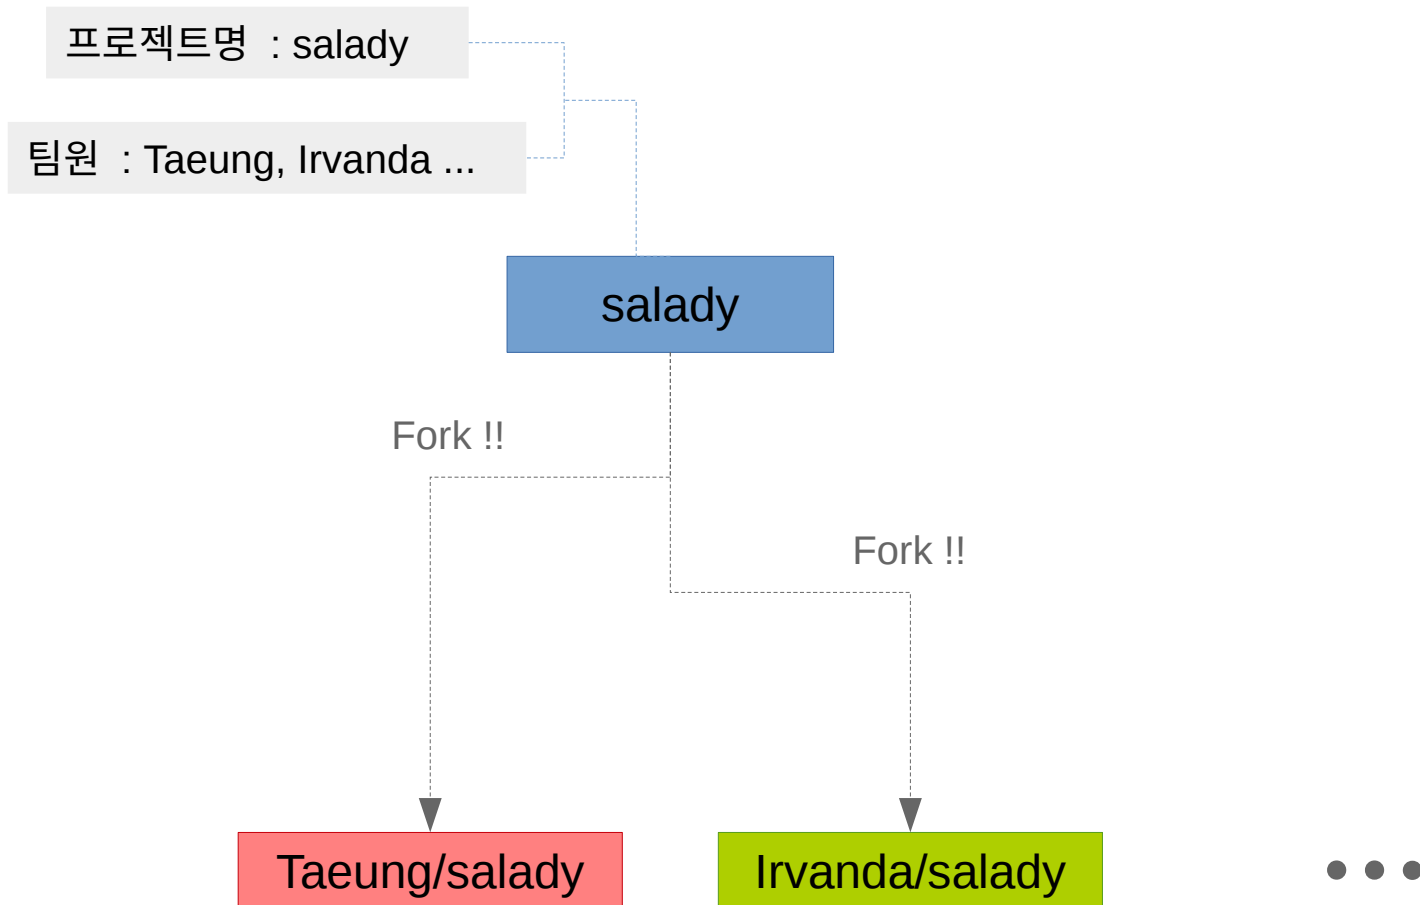 프로젝트명 : salady
팀원 : Taeung, Irvanda ...
salady
Fork !!
Fork !!
Taeung/salady
Irvanda/salady